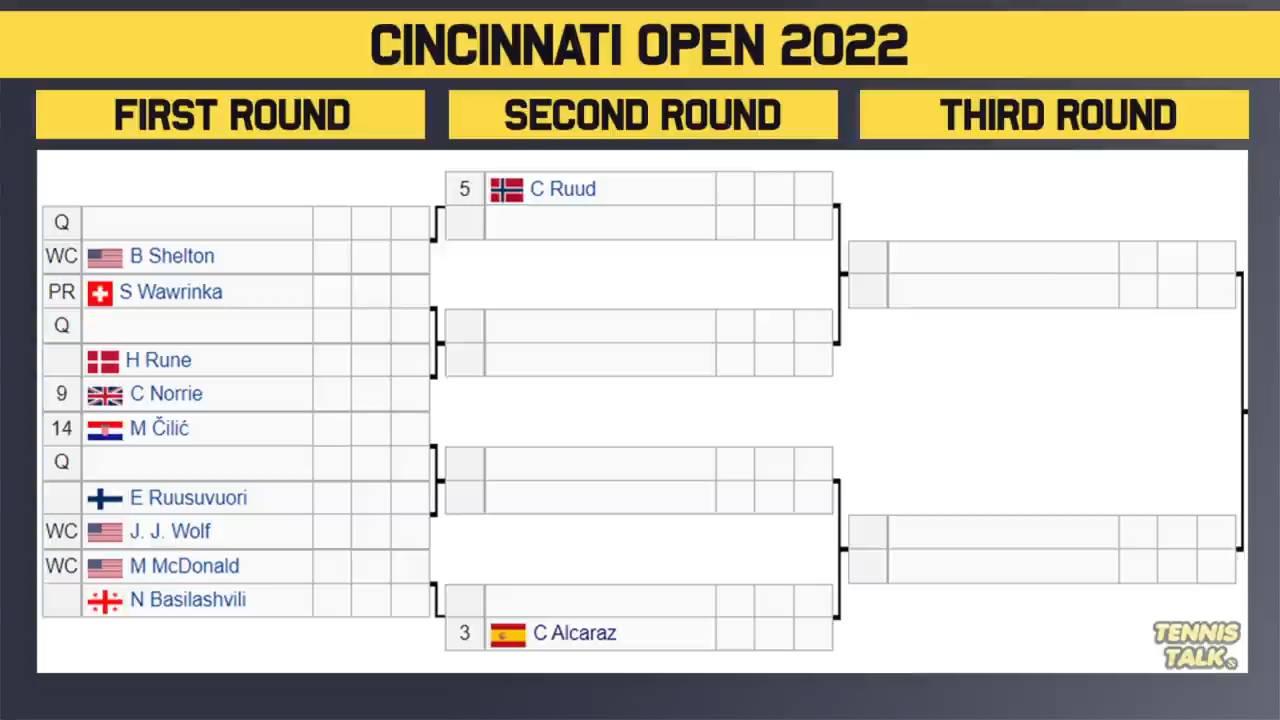 CINCINNATI OPEN 2022
FIRST ROUND
SECOND ROUND
THIRD ROUND
Q
WC B Shelton
PR S Wawrinka
Q
H Rune
9 C Norrie
14 M Čilić
Q
E Ruusuvuori
WC J. J. Wolf
WC M McDonald
N Basilashvili
5 C Ruud
3 C Alcaraz
TENNIS
TALK